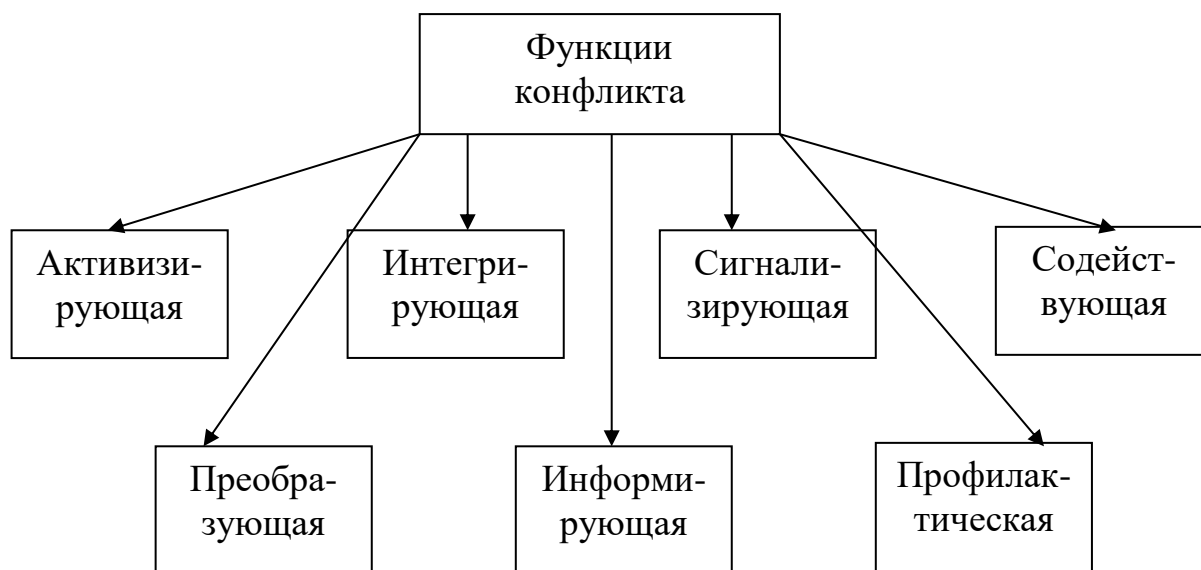 Функции
конфликта
Активизи-
рующая
Интегри-
рующая
Сигнали-
зирующая
Содейст-
вующая
Преобра-
зующая
Информи-
рующая
Профилак-
тическая